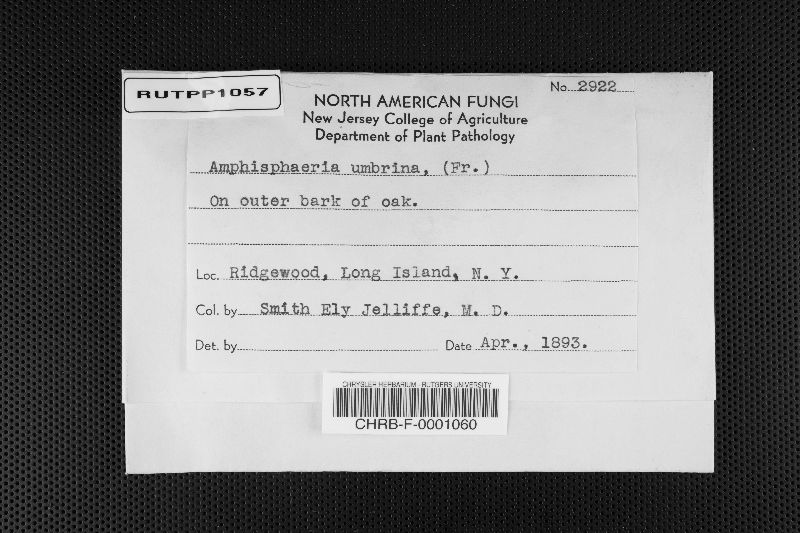 RUTPP1057
No. 2922
NORTH AMERICAN FUNGI
New Jersey College of Agriculture
Department of Plant Pathology
Amphisphaeria umbrina, (Fr.)
On outer bark of oak.
Loc. Ridgewood, Long Island, N. Y.
Col. by Smith Ely Jelliffe, M. D.
Det. by Date Apr., 1893.
CHRYSLER HERBARIUM - RUTGERS UNIVERSITY
CHRB-F-0001060